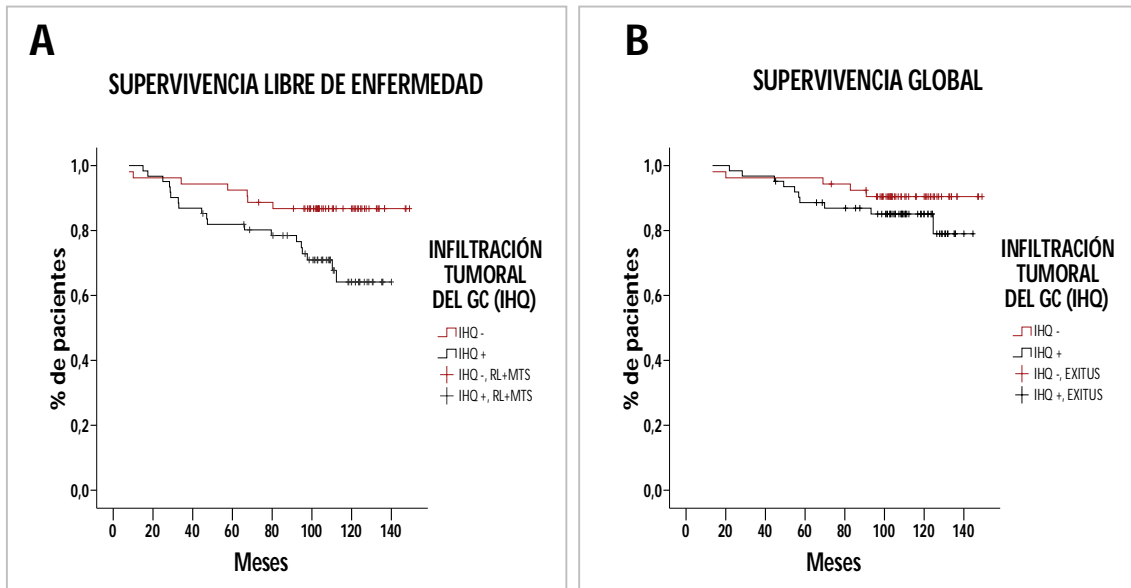 A
SUPERVIVENCIA LIBRE DE ENFERMEDAD
% de pacientes
1,0
0,8
0,6
0,4
0,2
0,0
0 20 40 60 80 100 120 140
Meses
INFILTRACIÓN
TUMORAL
DEL GC (IHQ)
IHQ -
IHQ +
IHQ -, RL+MTS
IHQ +, RL+MTS
B
SUPERVIVENCIA GLOBAL
% de pacientes
1,0
0,8
0,6
0,4
0,2
0,0
0 20 40 60 80 100 120 140
Meses
INFILTRACIÓN
TUMORAL
DEL GC (IHQ)
IHQ -
IHQ +
IHQ -, EXITUS
IHQ +, EXITUS